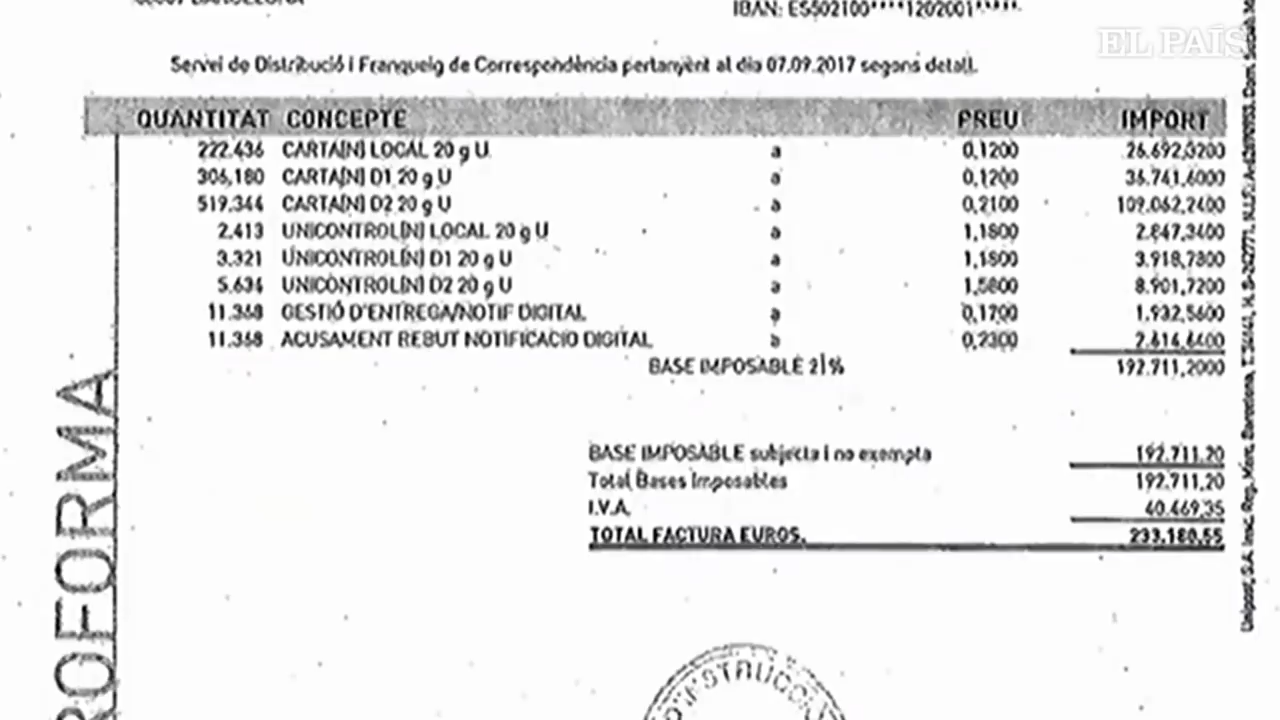 BARCELONA
IBAN: ES502100****1202001*****
EL PAÍS
Servei de Distribució i Franqueig de Correspondència pertanyent al dia 07.09.2017 segons detall.
QUANTITAT CONCEPTE PREU IMPORT
222.436 CARTA(N) LOCAL 20 g U a 0,1200 26.692,3200
306,180 CARTA(N) D1 20 g U a 0,1200 36.741,6000
519.344 CARTA(N) D2 20 g U a 0,2100 109.062,2400
2.413 UNICONTROL(N) LOCAL 20 g U a 1,1800 2.847,3400
3.321 UNICONTROL(N) D1 20 g U a 1,1800 3.918,7800
5.634 UNICONTROL(N) D2 20 g U a 1,5800 8.901,7200
11.368 GESTIÓ D'ENTREGA/NOTIF DIGITAL a 0,1700 1.932,5600
11.368 ACUSAMENT REBUT NOTIFICACIO DIGITAL a 0,2300 2.614,6400
BASE IMPOSABLE 21% 192.711,2000
BASE IMPOSABLE subjecta i no exempta 192.711,20
Total Bases Imposables 192.711,20
I.V.A. 40.469,35
TOTAL FACTURA EUROS. 233.180,55
ROFORMA
INSTRUCCI
Unipost, S.A. Insc. Reg. Merc. Barcelona,